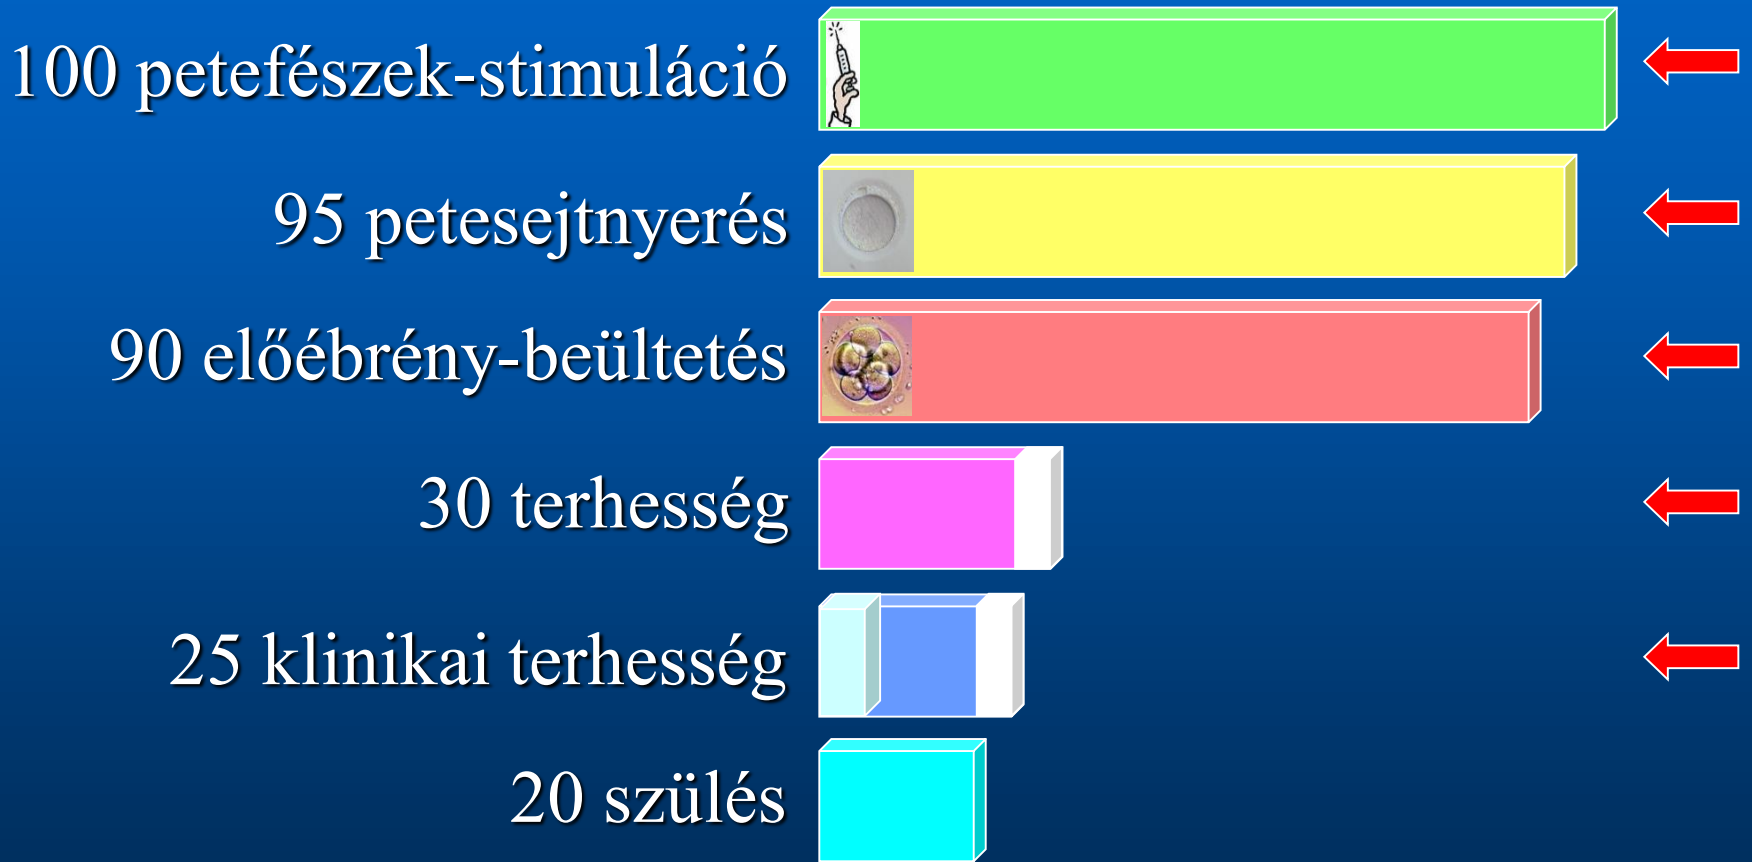 100 petefészek-stimuláció
95 petesejtnyerés
90 előébrény-beültetés
30 terhesség
25 klinikai terhesség
20 szülés